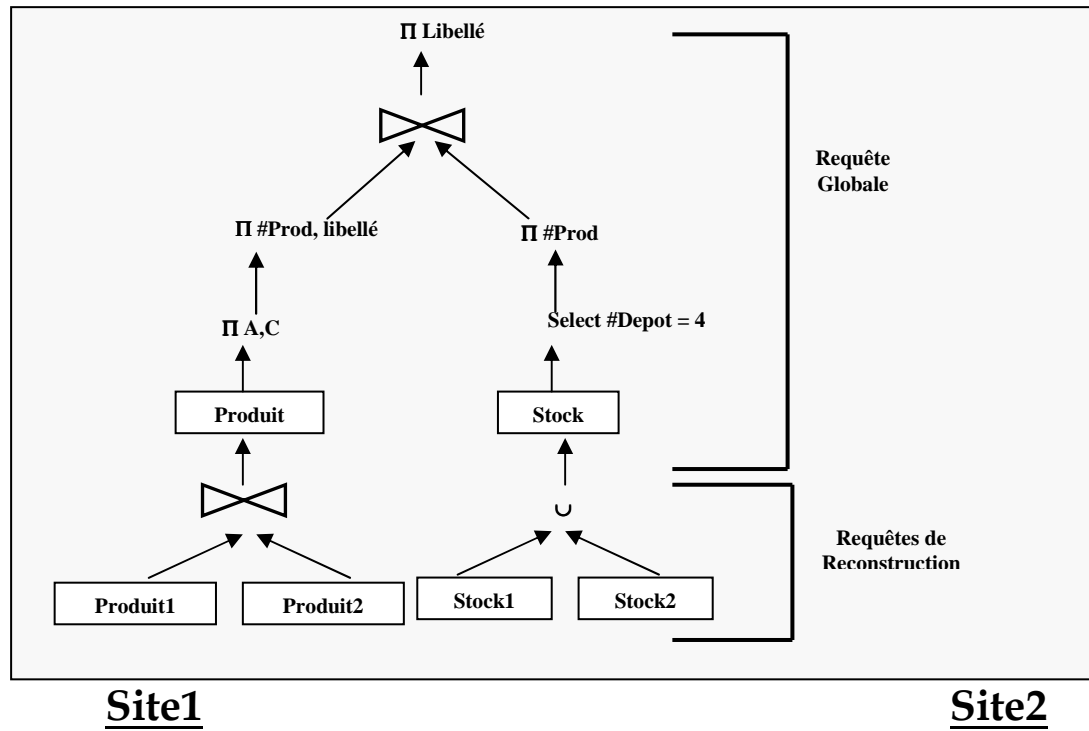 Π Libellé
Requête
Globale
Π #Prod, libellé
Π #Prod
Π A,C
Select #Depot = 4
Produit
Stock
∪
Requêtes de
Reconstruction
Produit1
Produit2
Stock1
Stock2
Site1
Site2